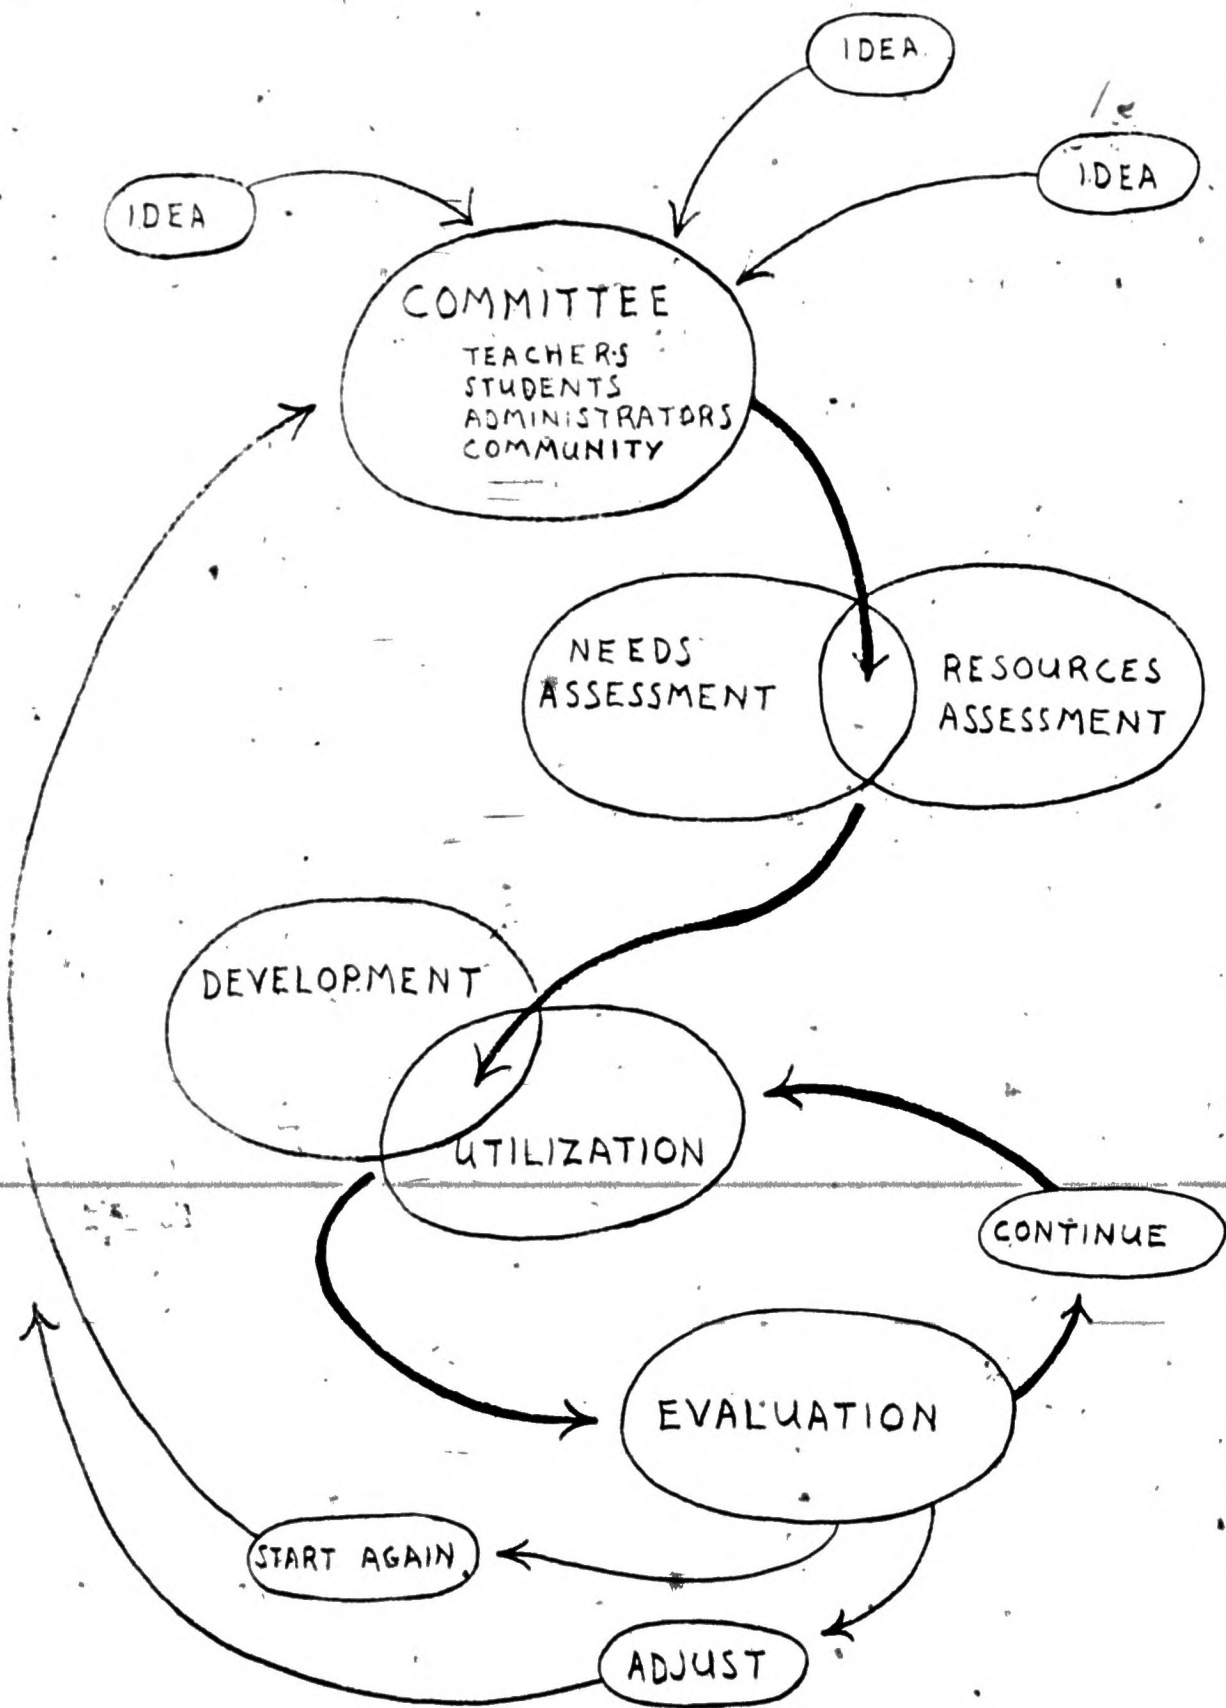 IDEA
IDEA
IDEA
COMMITTEE
TEACHERS
STUDENTS
ADMINISTRATORS
COMMUNITY
NEEDS
ASSESSMENT
RESOURCES
ASSESSMENT
DEVELOPMENT
UTILIZATION
CONTINUE
EVALUATION
START AGAIN
ADJUST